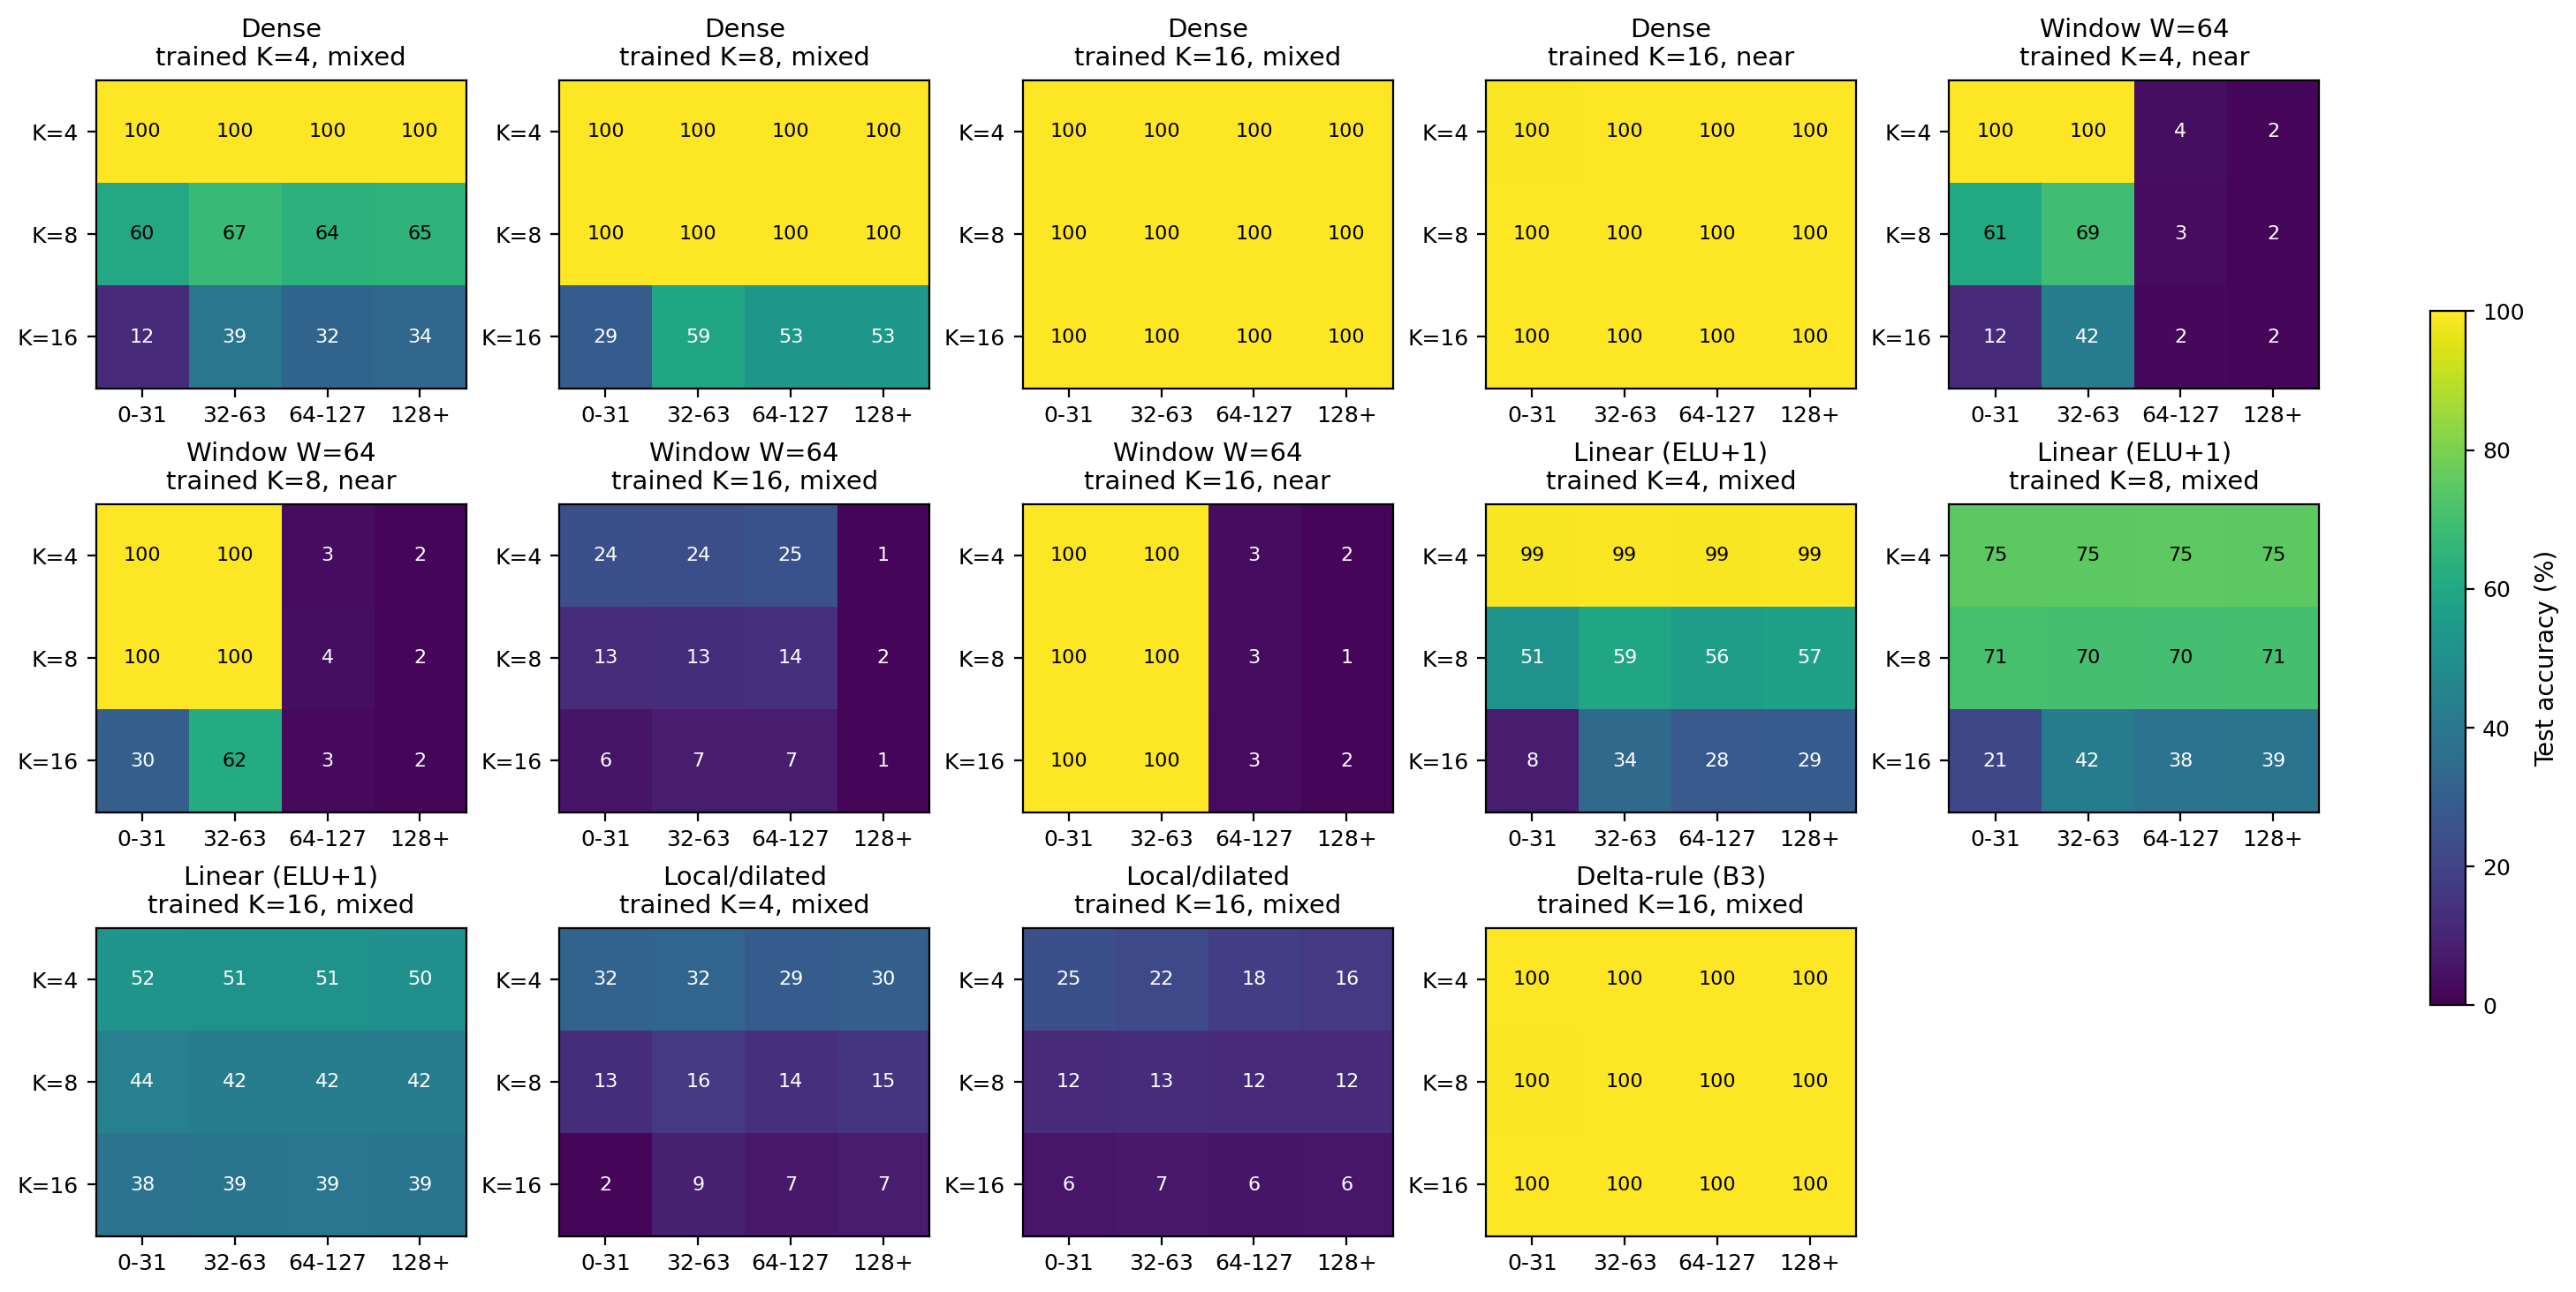 Dense
trained K=4, mixed
K=4 100 100 100 100
K=8 60 67 64 65
K=16 12 39 32 34
0-31 32-63 64-127 128+
Dense
trained K=8, mixed
K=4 100 100 100 100
K=8 100 100 100 100
K=16 29 59 53 53
0-31 32-63 64-127 128+
Dense
trained K=16, mixed
K=4 100 100 100 100
K=8 100 100 100 100
K=16 100 100 100 100
0-31 32-63 64-127 128+
Dense
trained K=16, near
K=4 100 100 100 100
K=8 100 100 100 100
K=16 100 100 100 100
0-31 32-63 64-127 128+
Window W=64
trained K=4, near
K=4 100 100 4 2
K=8 61 69 3 2
K=16 12 42 2 2
0-31 32-63 64-127 128+
Window W=64
trained K=8, near
K=4 100 100 3 2
K=8 100 100 4 2
K=16 30 62 3 2
0-31 32-63 64-127 128+
Window W=64
trained K=16, mixed
K=4 24 24 25 1
K=8 13 13 14 2
K=16 6 7 7 1
0-31 32-63 64-127 128+
Window W=64
trained K=16, near
K=4 100 100 3 2
K=8 100 100 3 1
K=16 100 100 3 2
0-31 32-63 64-127 128+
Linear (ELU+1)
trained K=4, mixed
K=4 99 99 99 99
K=8 51 59 56 57
K=16 8 34 28 29
0-31 32-63 64-127 128+
Linear (ELU+1)
trained K=8, mixed
K=4 75 75 75 75
K=8 71 70 70 71
K=16 21 42 38 39
0-31 32-63 64-127 128+
Linear (ELU+1)
trained K=16, mixed
K=4 52 51 51 50
K=8 44 42 42 42
K=16 38 39 39 39
0-31 32-63 64-127 128+
Local/dilated
trained K=4, mixed
K=4 32 32 29 30
K=8 13 16 14 15
K=16 2 9 7 7
0-31 32-63 64-127 128+
Local/dilated
trained K=16, mixed
K=4 25 22 18 16
K=8 12 13 12 12
K=16 6 7 6 6
0-31 32-63 64-127 128+
Delta-rule (B3)
trained K=16, mixed
K=4 100 100 100 100
K=8 100 100 100 100
K=16 100 100 100 100
0-31 32-63 64-127 128+
100
80
60
40
20
0
Test accuracy (%)